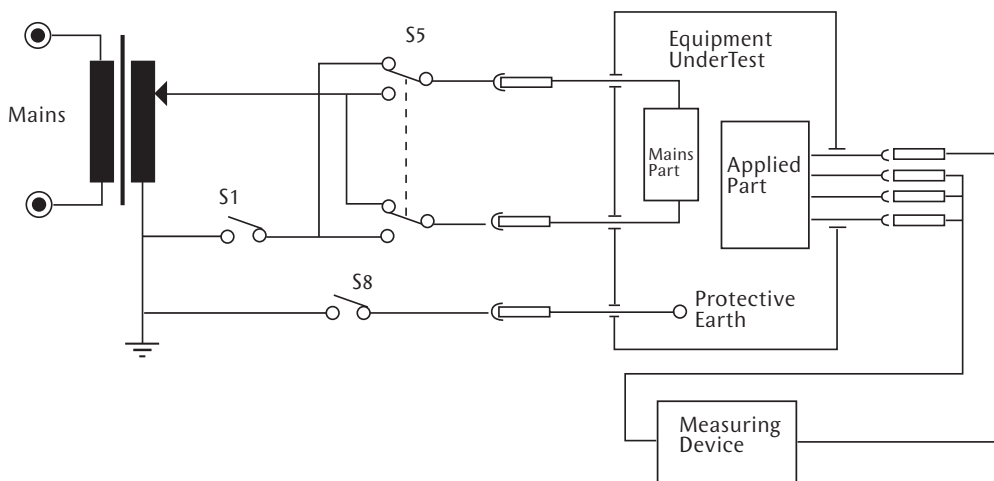 S5
Equipment
UnderTest
Mains
Mains
Part
Applied
Part
S1
S8
Protective
Earth
Measuring
Device